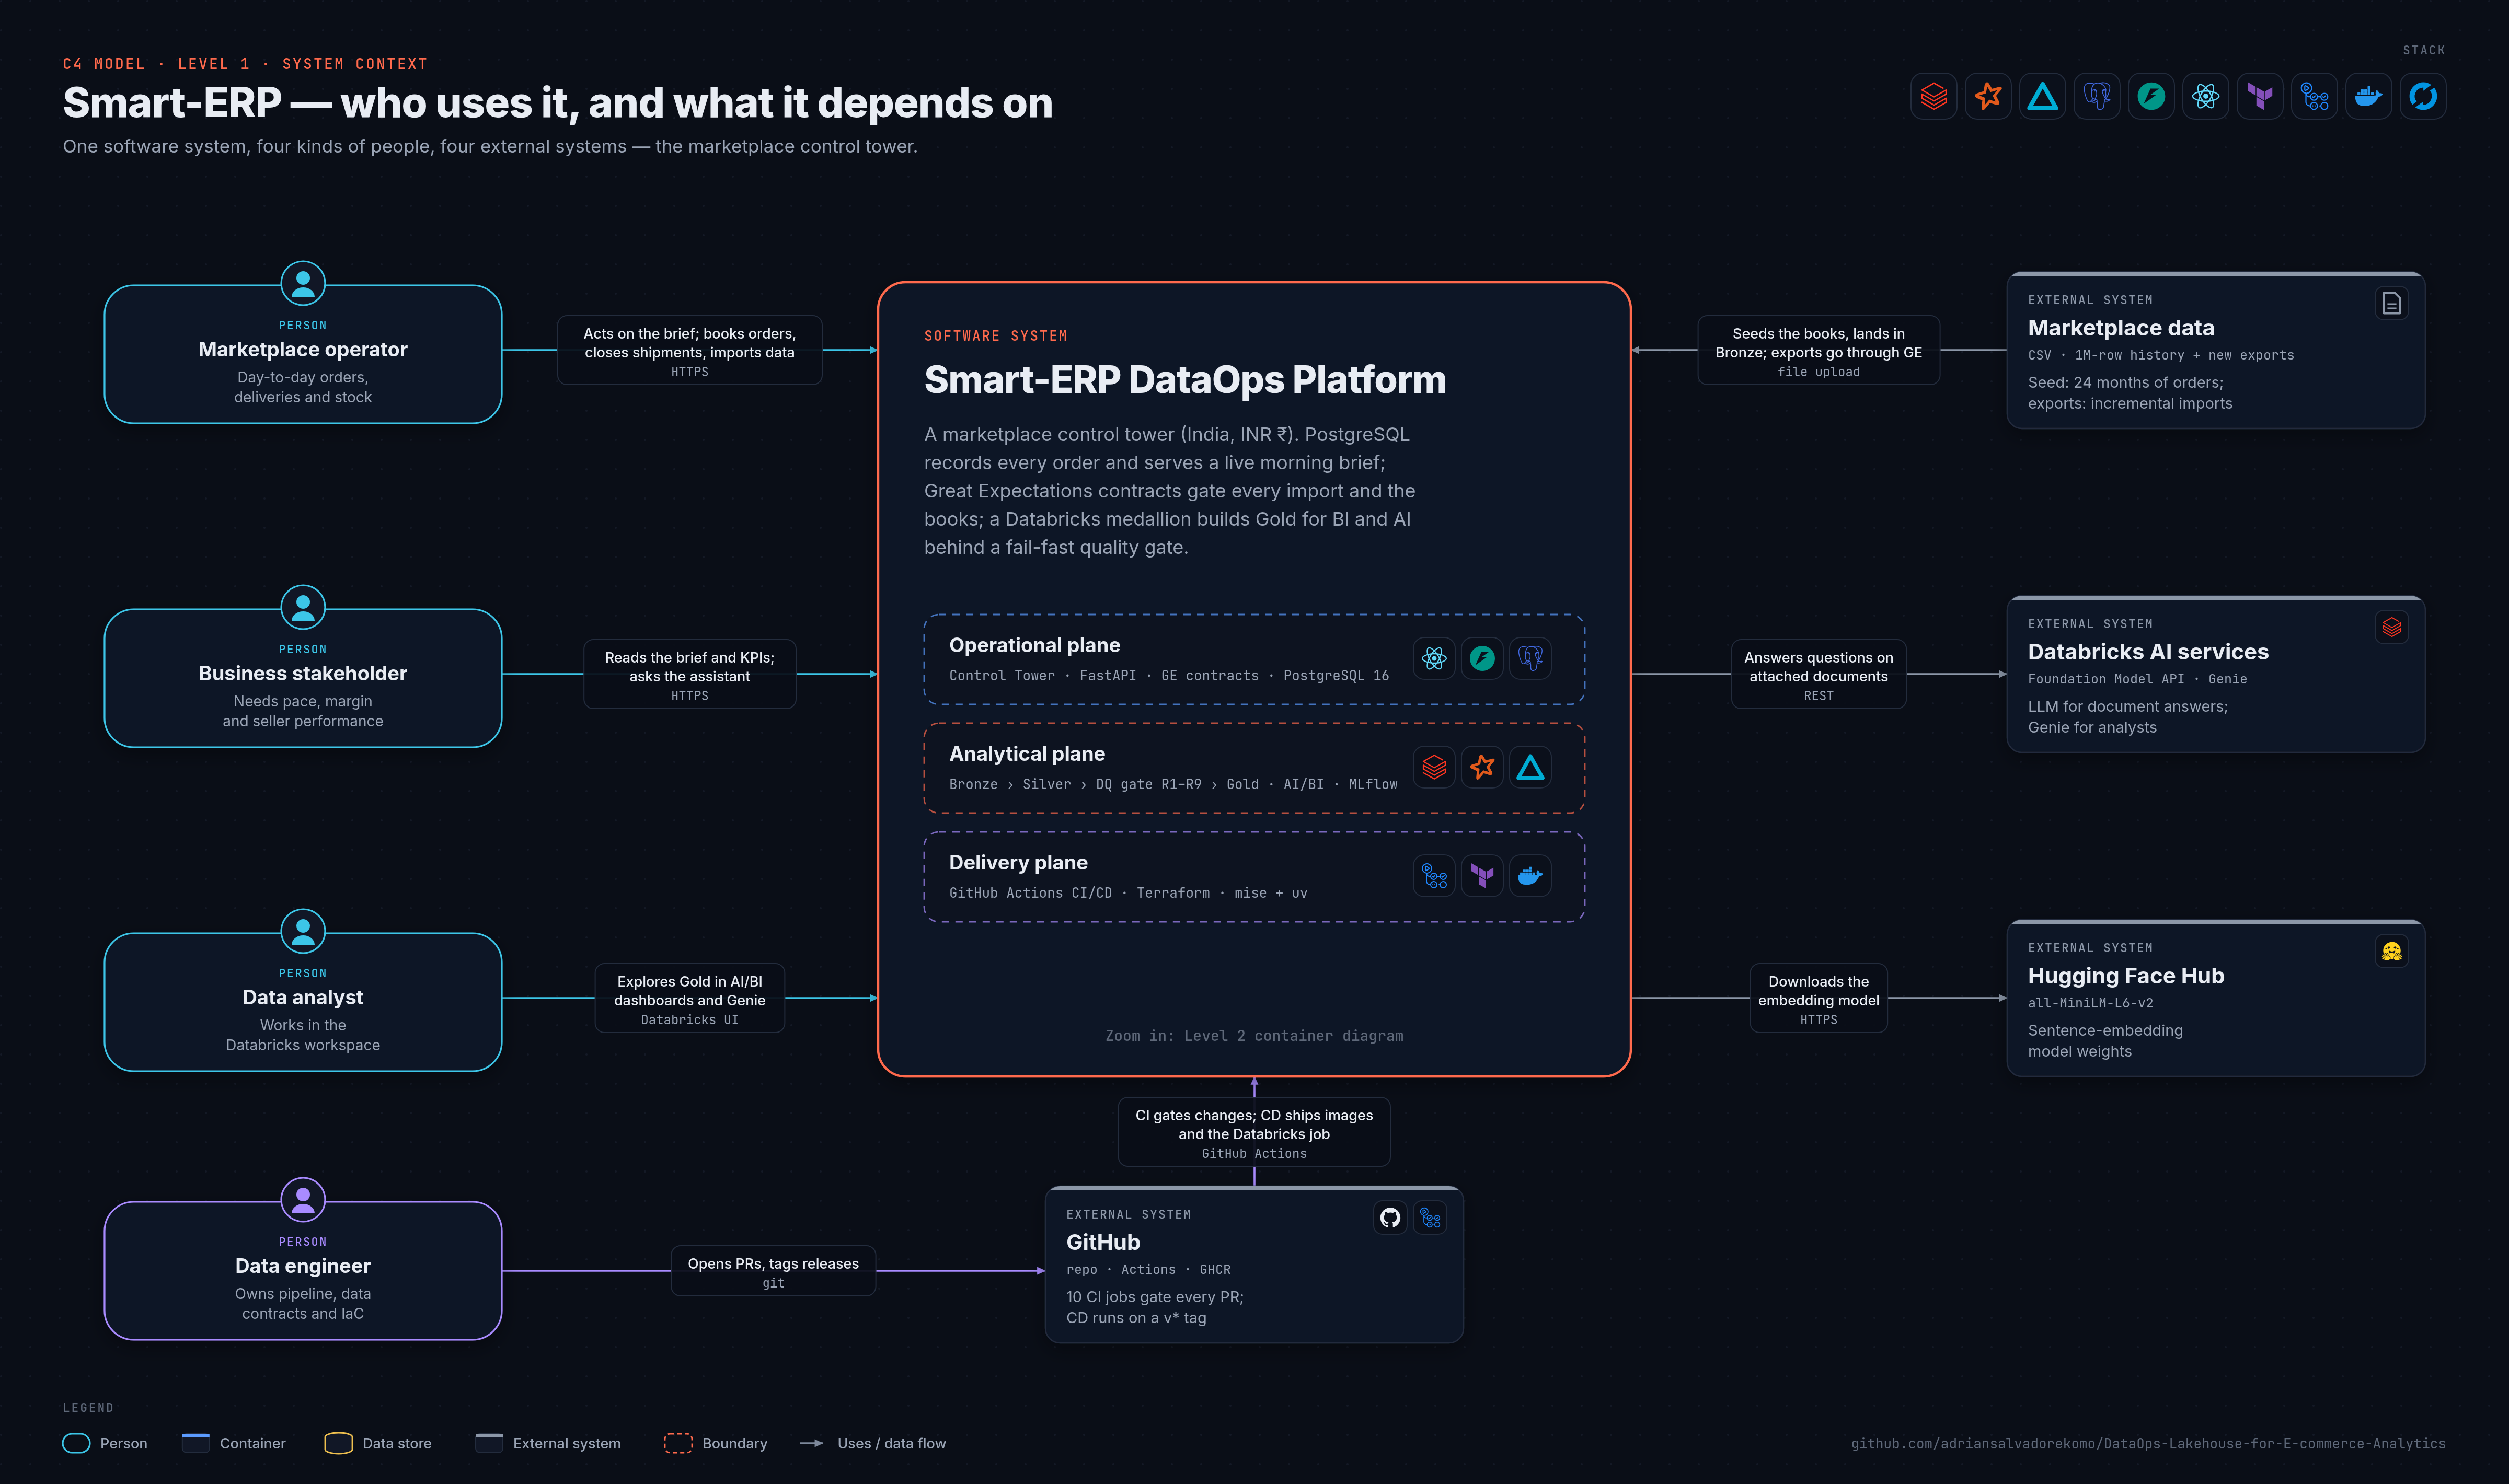 C4 MODEL · LEVEL 1 · SYSTEM CONTEXT
Smart-ERP — who uses it, and what it depends on
One software system, four kinds of people, four external systems — the marketplace control tower.
STACK
PERSON
Marketplace operator
Day-to-day orders,
deliveries and stock
Acts on the brief; books orders,
closes shipments, imports data
HTTPS
PERSON
Business stakeholder
Needs pace, margin
and seller performance
Reads the brief and KPIs;
asks the assistant
HTTPS
PERSON
Data analyst
Works in the
Databricks workspace
Explores Gold in AI/BI
dashboards and Genie
Databricks UI
PERSON
Data engineer
Owns pipeline, data
contracts and IaC
Opens PRs, tags releases
git
SOFTWARE SYSTEM
Smart-ERP DataOps Platform
A marketplace control tower (India, INR ₹). PostgreSQL
records every order and serves a live morning brief;
Great Expectations contracts gate every import and the
books; a Databricks medallion builds Gold for BI and AI
behind a fail-fast quality gate.
Operational plane
Control Tower · FastAPI · GE contracts · PostgreSQL 16
Analytical plane
Bronze › Silver › DQ gate R1–R9 › Gold · AI/BI · MLflow
Delivery plane
GitHub Actions CI/CD · Terraform · mise + uv
Zoom in: Level 2 container diagram
CI gates changes; CD ships images
and the Databricks job
GitHub Actions
EXTERNAL SYSTEM
GitHub
repo · Actions · GHCR
10 CI jobs gate every PR;
CD runs on a v* tag
Seeds the books, lands in
Bronze; exports go through GE
file upload
EXTERNAL SYSTEM
Marketplace data
CSV · 1M-row history + new exports
Seed: 24 months of orders;
exports: incremental imports
Answers questions on
attached documents
REST
EXTERNAL SYSTEM
Databricks AI services
Foundation Model API · Genie
LLM for document answers;
Genie for analysts
Downloads the
embedding model
HTTPS
EXTERNAL SYSTEM
Hugging Face Hub
all-MiniLM-L6-v2
Sentence-embedding
model weights
LEGEND
Person
Container
Data store
External system
Boundary
Uses / data flow
github.com/adriansalvadorekomo/DataOps-Lakehouse-for-E-commerce-Analytics